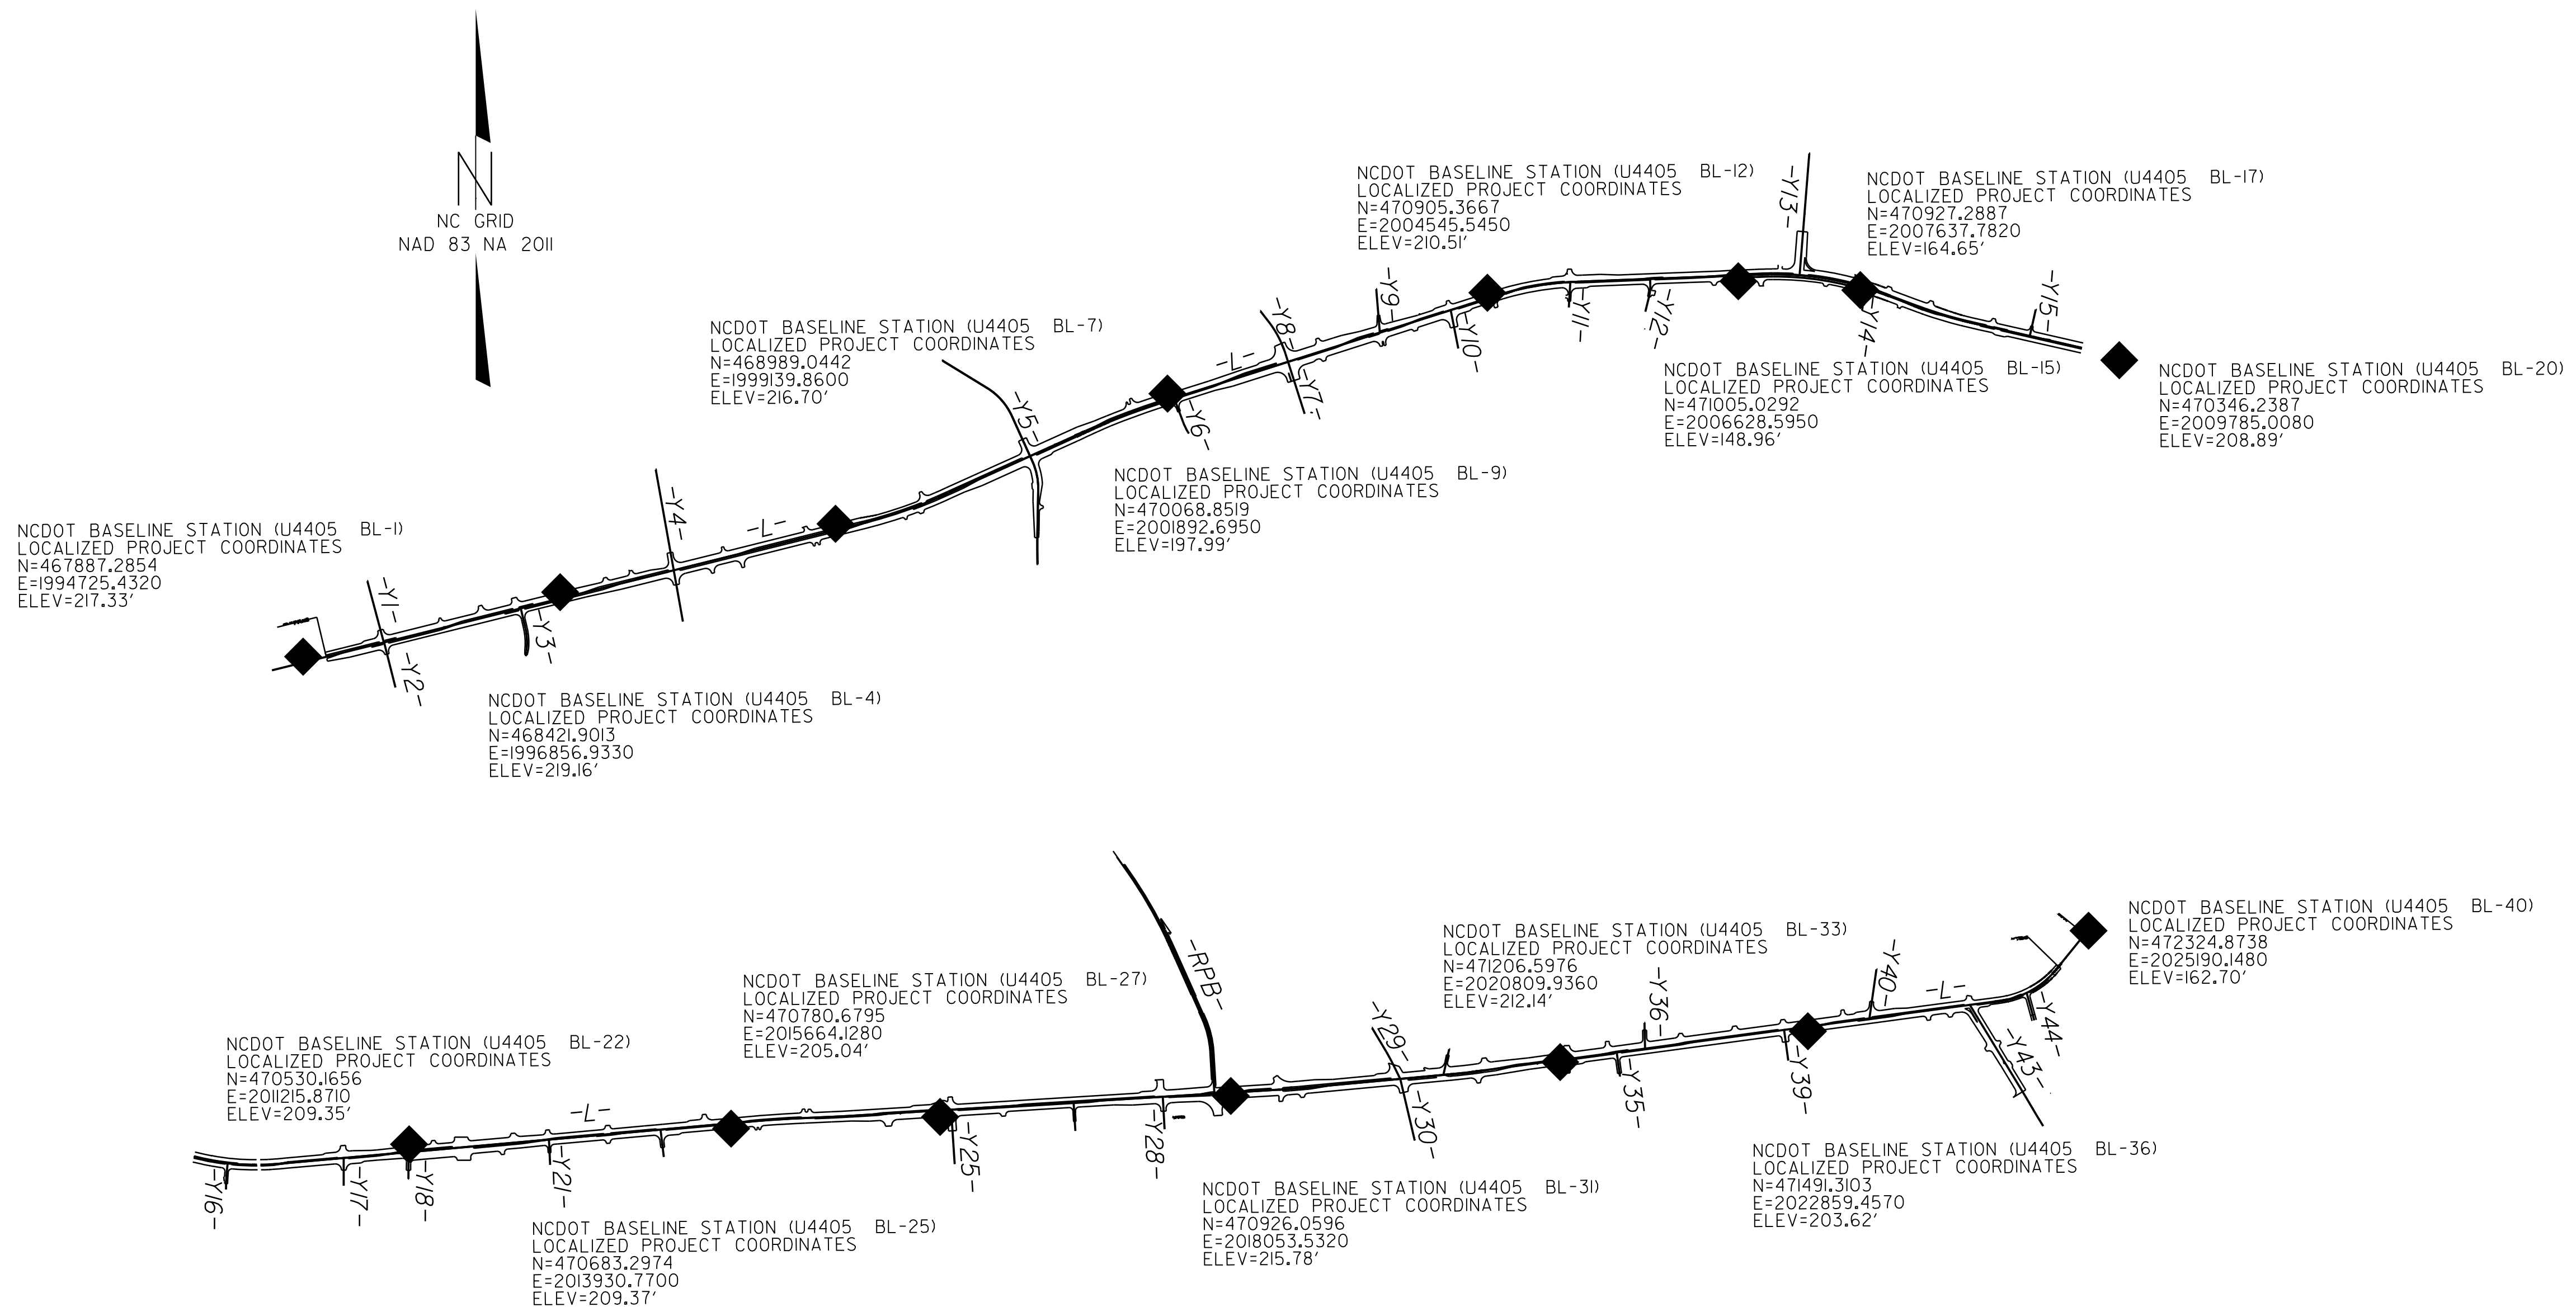 N
NC GRID
NAD 83 NA 2011
NCDOT BASELINE STATION (U4405 BL-1)
LOCALIZED PROJECT COORDINATES
N=467887.2854
E=1994725.4320
ELEV=217.33'
NCDOT BASELINE STATION (U4405 BL-4)
LOCALIZED PROJECT COORDINATES
N=468421.9013
E=1996856.9330
ELEV=219.16'
NCDOT BASELINE STATION (U4405 BL-7)
LOCALIZED PROJECT COORDINATES
N=468989.0442
E=1999139.8600
ELEV=216.70'
NCDOT BASELINE STATION (U4405 BL-9)
LOCALIZED PROJECT COORDINATES
N=470068.8519
E=2001892.6950
ELEV=197.99'
NCDOT BASELINE STATION (U4405 BL-12)
LOCALIZED PROJECT COORDINATES
N=470905.3667
E=2004545.5450
ELEV=210.51'
NCDOT BASELINE STATION (U4405 BL-15)
LOCALIZED PROJECT COORDINATES
N=471005.0292
E=2006628.5950
ELEV=148.96'
NCDOT BASELINE STATION (U4405 BL-17)
LOCALIZED PROJECT COORDINATES
N=470927.2887
E=2007637.7820
ELEV=164.65'
NCDOT BASELINE STATION (U4405 BL-20)
LOCALIZED PROJECT COORDINATES
N=470346.2387
E=2009785.0080
ELEV=208.89'
-Y1-
-Y2-
-Y3-
-Y4-
-L-
-Y5-
-Y6-
-L-
-Y7-
-Y8-
-Y9-
-Y10-
-Y11-
-Y12-
-Y13-
-Y14-
-Y15-
NCDOT BASELINE STATION (U4405 BL-22)
LOCALIZED PROJECT COORDINATES
N=470530.1656
E=2011215.8710
ELEV=209.35'
NCDOT BASELINE STATION (U4405 BL-25)
LOCALIZED PROJECT COORDINATES
N=470683.2974
E=2013930.7700
ELEV=209.37'
NCDOT BASELINE STATION (U4405 BL-27)
LOCALIZED PROJECT COORDINATES
N=470780.6795
E=2015664.1280
ELEV=205.04'
NCDOT BASELINE STATION (U4405 BL-31)
LOCALIZED PROJECT COORDINATES
N=470926.0596
E=2018053.5320
ELEV=215.78'
NCDOT BASELINE STATION (U4405 BL-33)
LOCALIZED PROJECT COORDINATES
N=471206.5976
E=2020809.9360
ELEV=212.14'
NCDOT BASELINE STATION (U4405 BL-36)
LOCALIZED PROJECT COORDINATES
N=471491.3103
E=2022859.4570
ELEV=203.62'
NCDOT BASELINE STATION (U4405 BL-40)
LOCALIZED PROJECT COORDINATES
N=472324.8738
E=2025190.1480
ELEV=162.70'
-Y16-
-Y17-
-Y18-
-Y21-
-L-
-Y25-
-Y28-
-RPB-
-Y29-
-Y30-
-Y35-
-Y36-
-Y39-
-Y40-
-L-
-Y43-
-Y44-